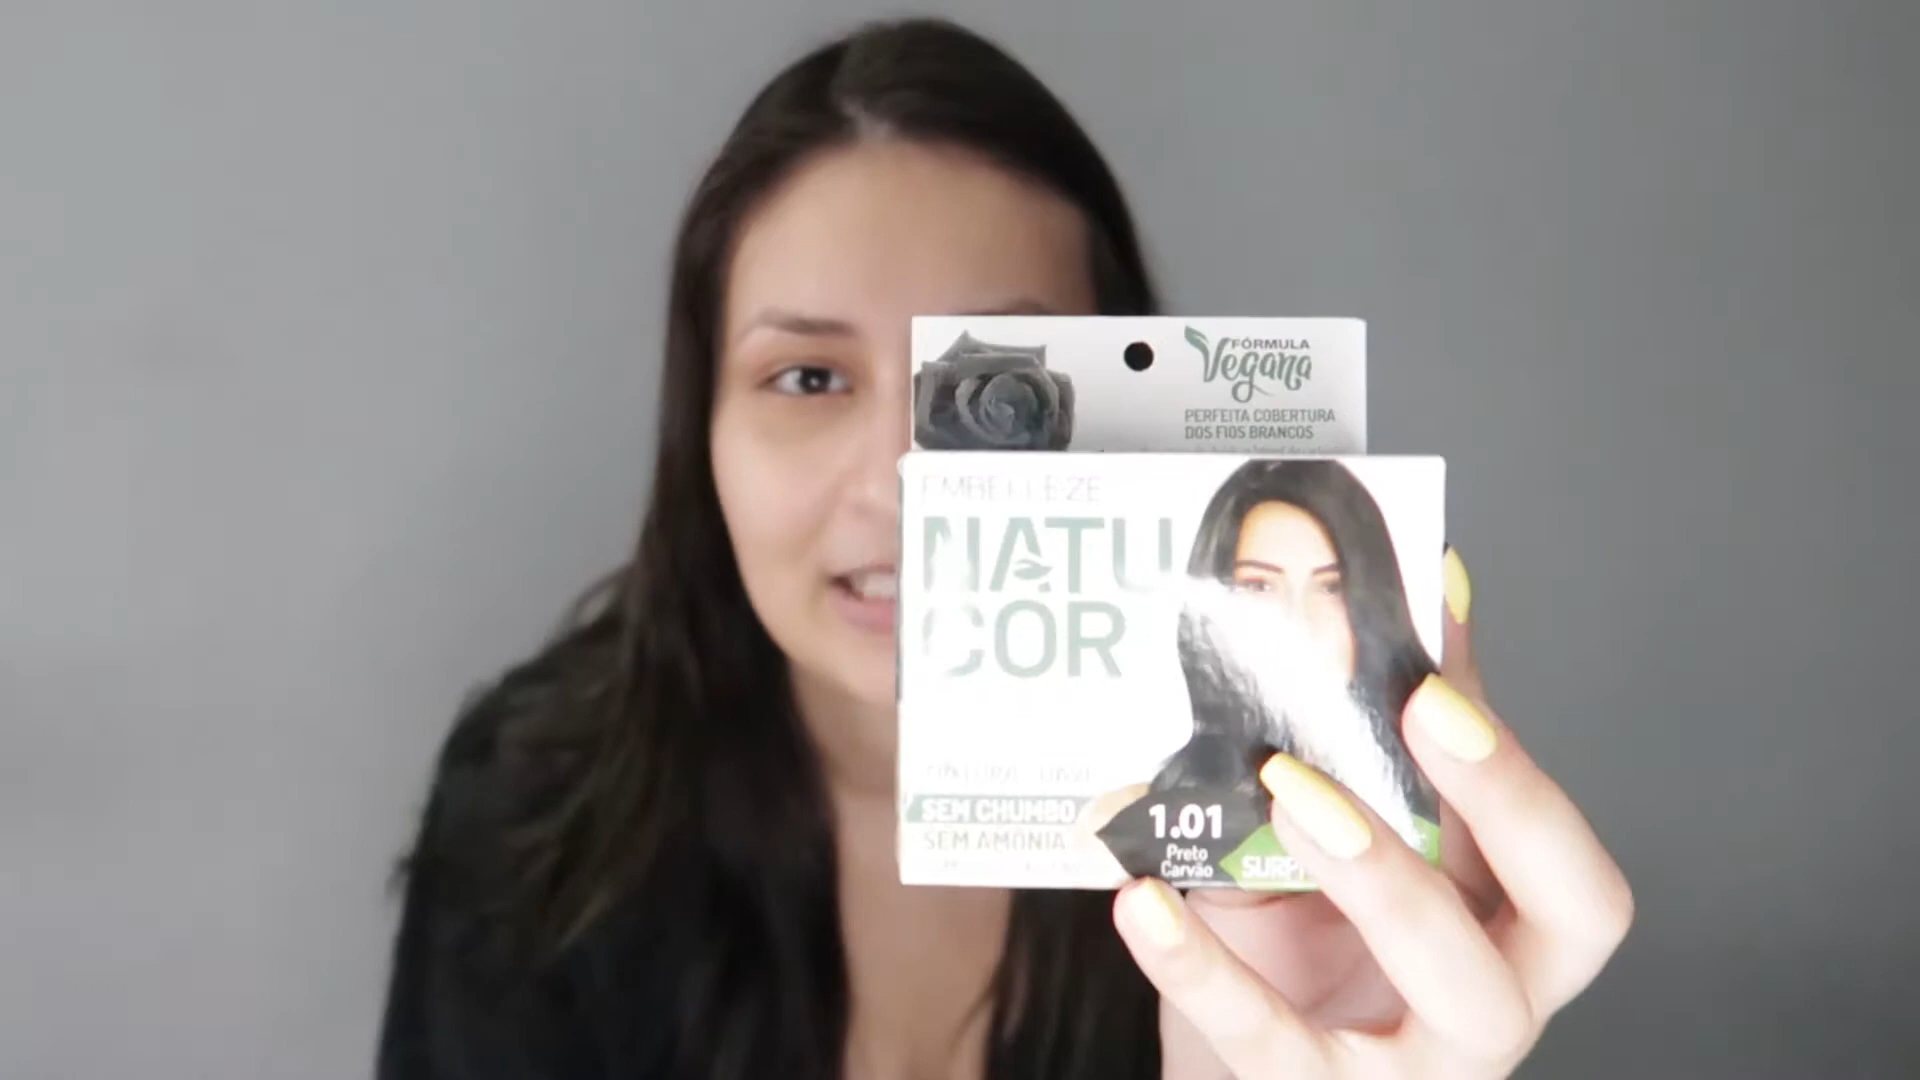 FÓRMULA
Vegana
PERFEITA COBERTURA
DOS FIOS BRANCOS
EMBELLEZE
NATU
COR
SEM CHUMBO
SEM AMÔNIA
1.01
Preto
Carvão